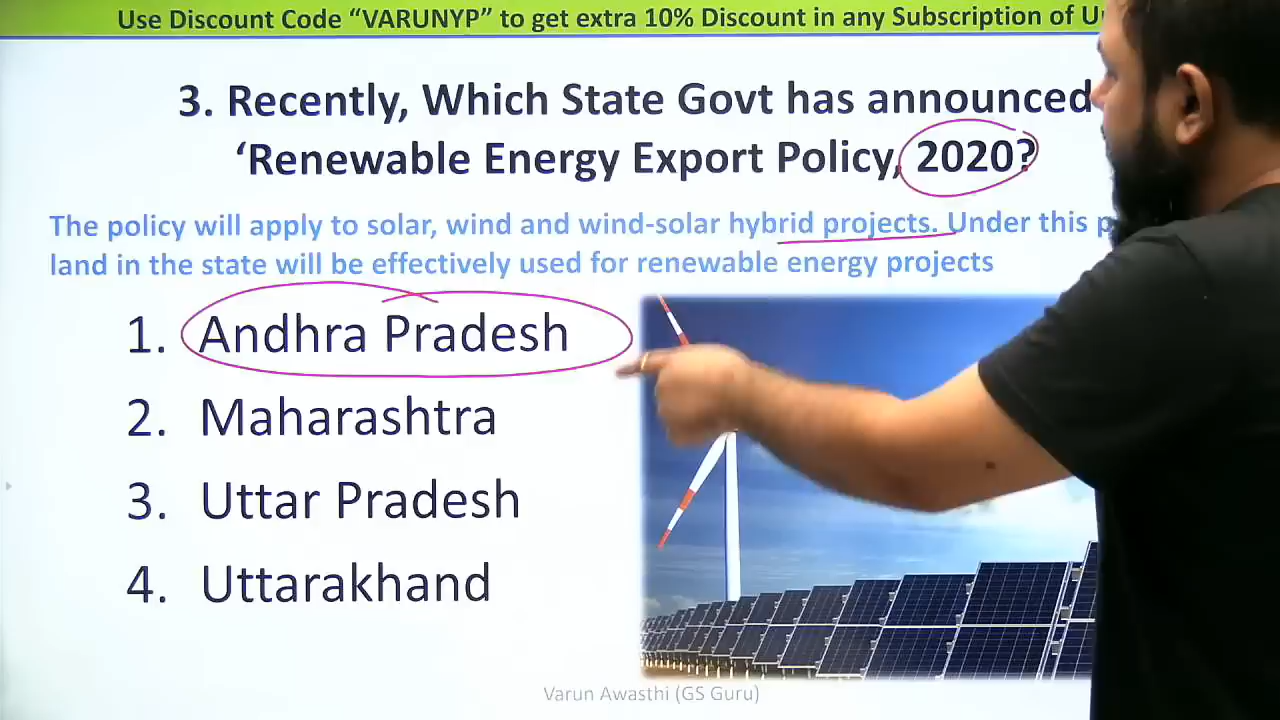 Use Discount Code “VARUNYP” to get extra 10% Discount in any Subscription of
3. Recently, Which State Govt has announced
‘Renewable Energy Export Policy, 2020?
The policy will apply to solar, wind and wind-solar hybrid projects. Under this
land in the state will be effectively used for renewable energy projects
1. Andhra Pradesh
2. Maharashtra
3. Uttar Pradesh
4. Uttarakhand
Varun Awasthi (GS Guru)